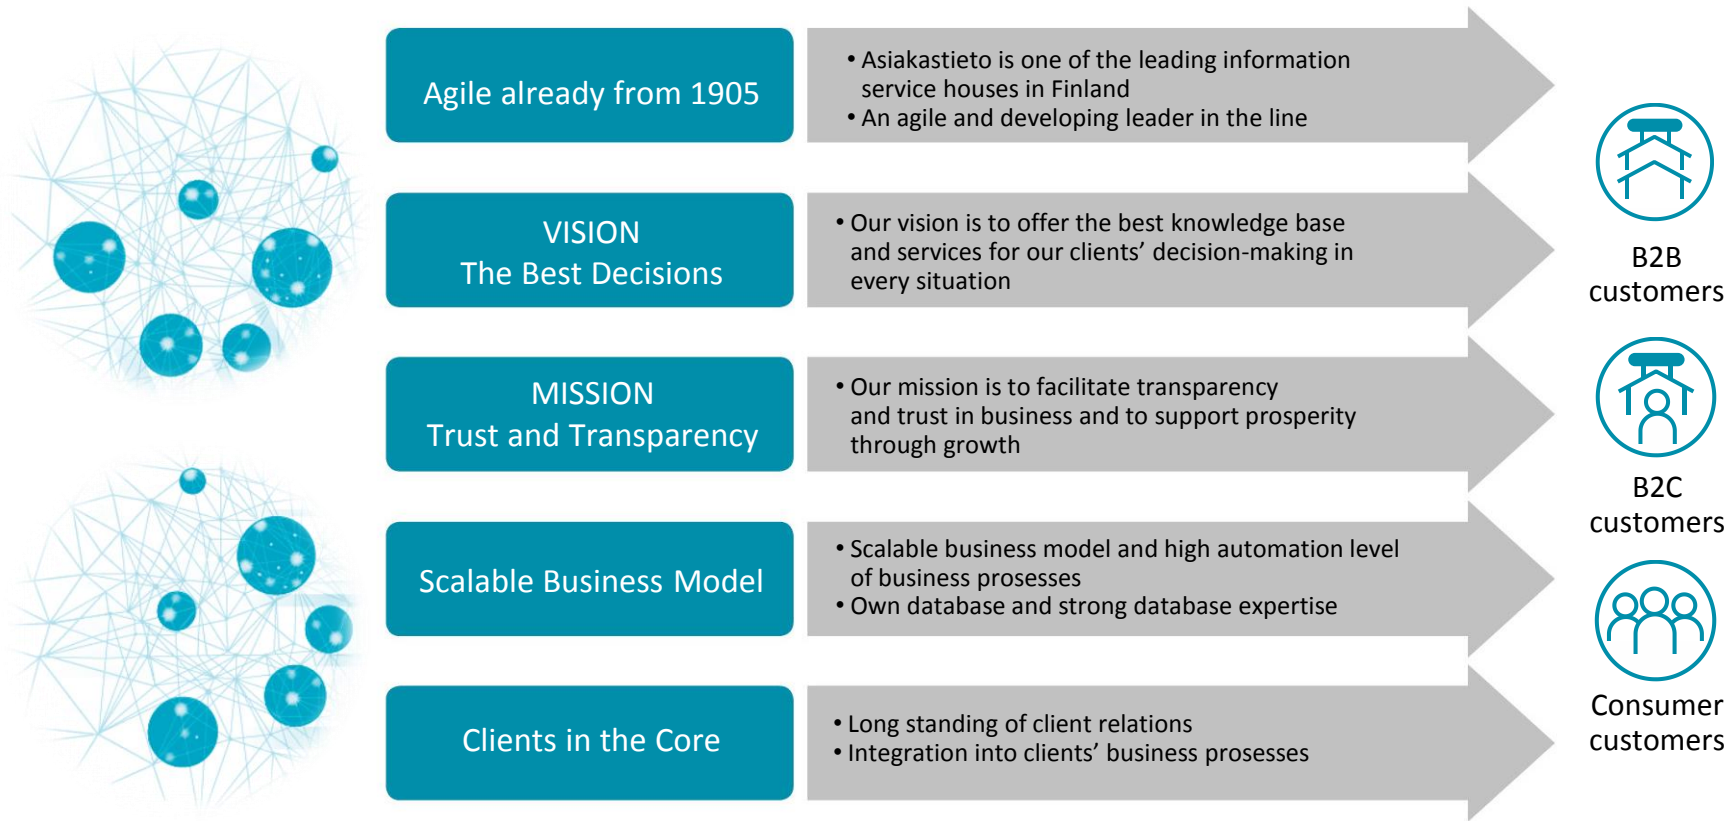 Agile already from 1905
• Asiakastieto is one of the leading information
service houses in Finland
• An agile and developing leader in the line
VISION
The Best Decisions
• Our vision is to offer the best knowledge base
and services for our clients’ decision-making in
every situation
MISSION
Trust and Transparency
• Our mission is to facilitate transparency
and trust in business and to support prosperity
through growth
Scalable Business Model
• Scalable business model and high automation level
of business prosesses
• Own database and strong database expertise
Clients in the Core
• Long standing of client relations
• Integration into clients’ business prosesses
B2B
customers
B2C
customers
Consumer
customers